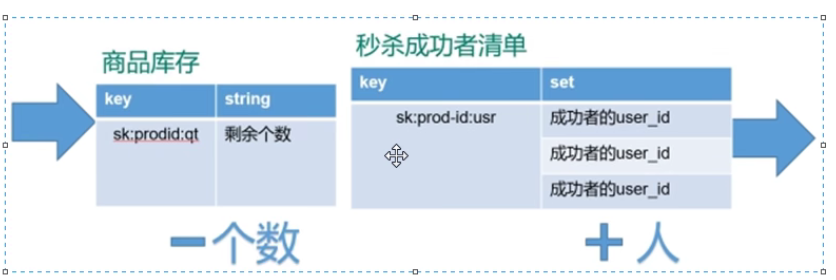 商品库存
key string
sk:prodid:qt 剩余个数
一个数
秒杀成功者清单
key set
sk:prod-id:usr 成功者的user_id
成功者的user_id
成功者的user_id
+ 人